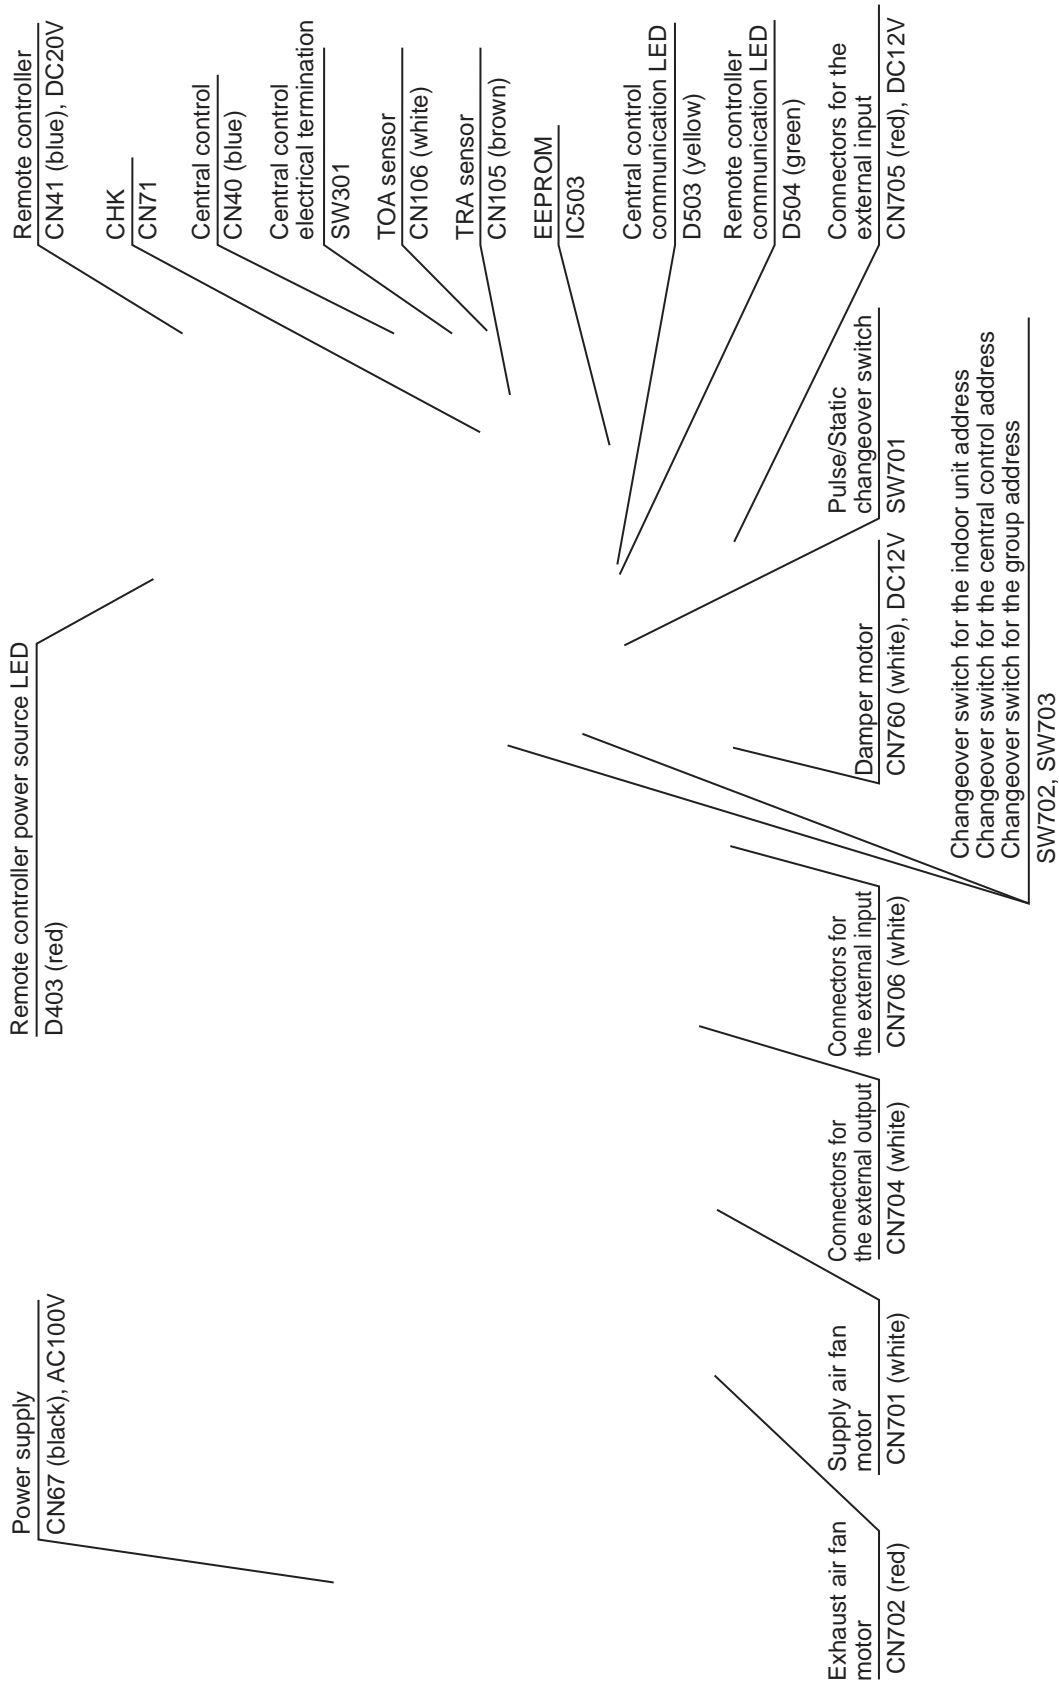 Power supply
CN67 (black), AC100V
Remote controller power source LED
D403 (red)
Remote controller
CN41 (blue), DC20V
CHK
CN71
Central control
CN40 (blue)
Central control
electrical termination
SW301
TOA sensor
CN106 (white)
TRA sensor
CN105 (brown)
EEPROM
IC503
Central control
communication LED
D503 (yellow)
Remote controller
communication LED
D504 (green)
Connectors for the
external input
CN705 (red), DC12V
Exhaust air fan
motor
CN702 (red)
Supply air fan
motor
CN701 (white)
Connectors for
the external output
CN704 (white)
Connectors for
the external input
CN706 (white)
Damper motor
CN760 (white), DC12V
Pulse/Static
changeover switch
SW701
Changeover switch for the indoor unit address
Changeover switch for the central control address
Changeover switch for the group address
SW702, SW703